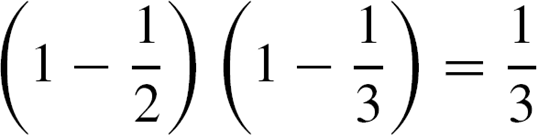 (1 − 1/2)(1 − 1/3) = 1/3